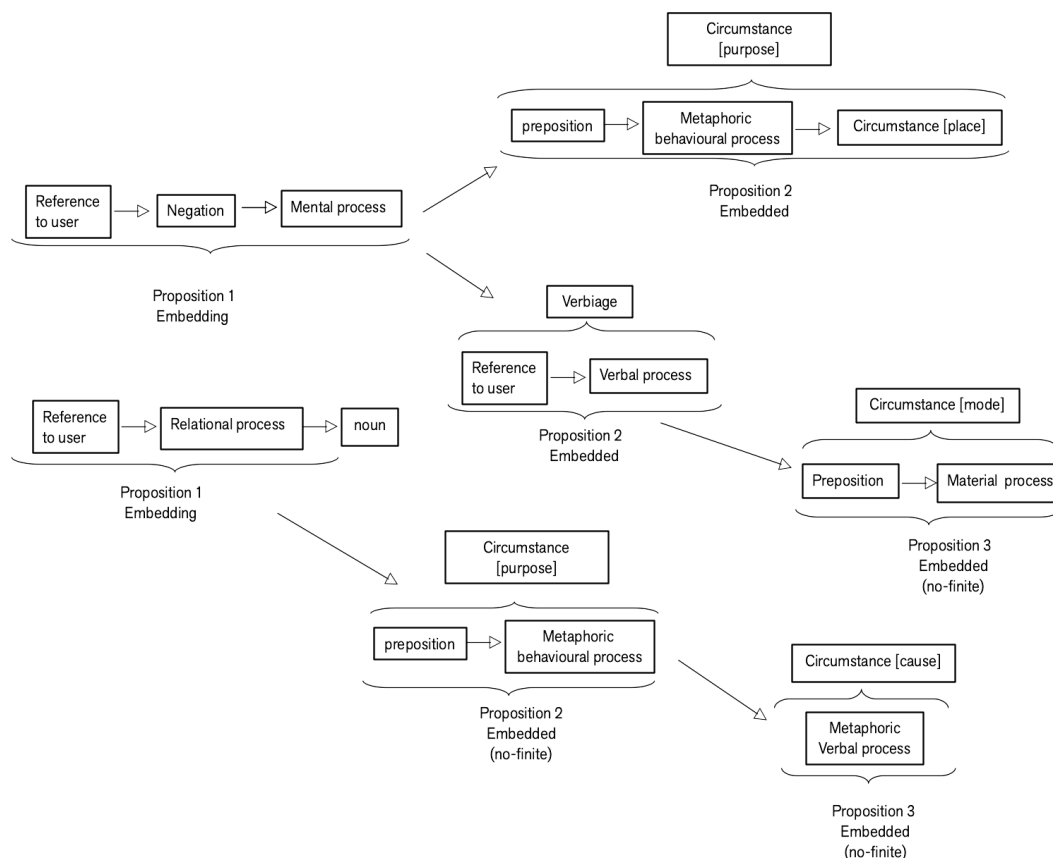 Circumstance
[purpose]
preposition
Metaphoric
behavioural process
Circumstance [place]
Proposition 2
Embedded
Reference
to user
Negation
Mental process
Proposition 1
Embedding
Verbiage
Reference
to user
Verbal process
Proposition 2
Embedded
Reference
to user
Relational process
noun
Proposition 1
Embedding
Circumstance [mode]
Preposition
Material process
Proposition 3
Embedded
(no-finite)
Circumstance
[purpose]
preposition
Metaphoric
behavioural process
Proposition 2
Embedded
(no-finite)
Circumstance [cause]
Metaphoric
Verbal process
Proposition 3
Embedded
(no-finite)